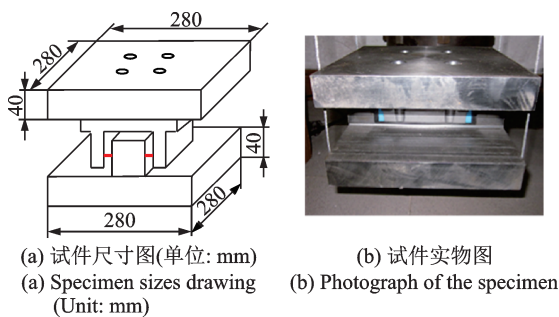 280
280
40
40
280
280
(a) 试件尺寸图(单位: mm)
(a) Specimen sizes drawing
(Unit: mm)
(b) 试件实物图
(b) Photograph of the specimen